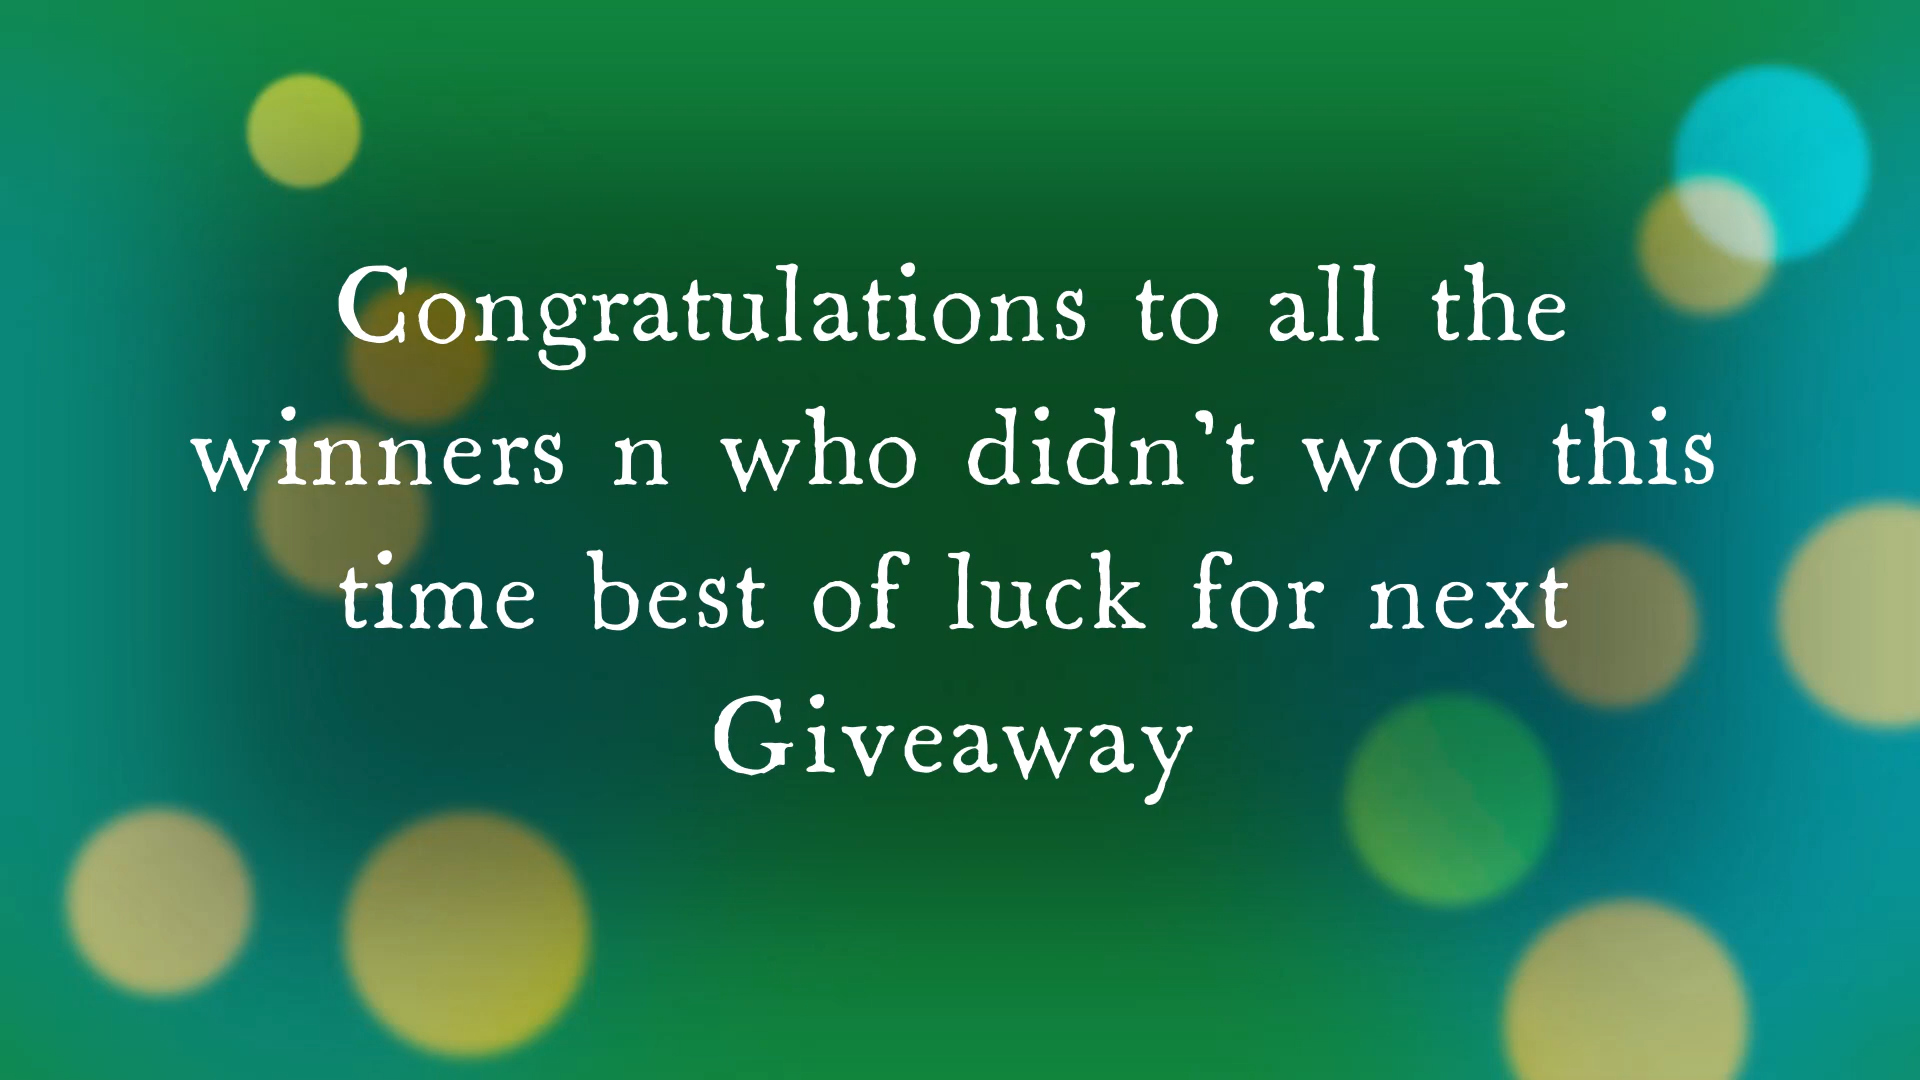 Congratulations to all the
winners n who didn't won this
time best of luck for next
Giveaway